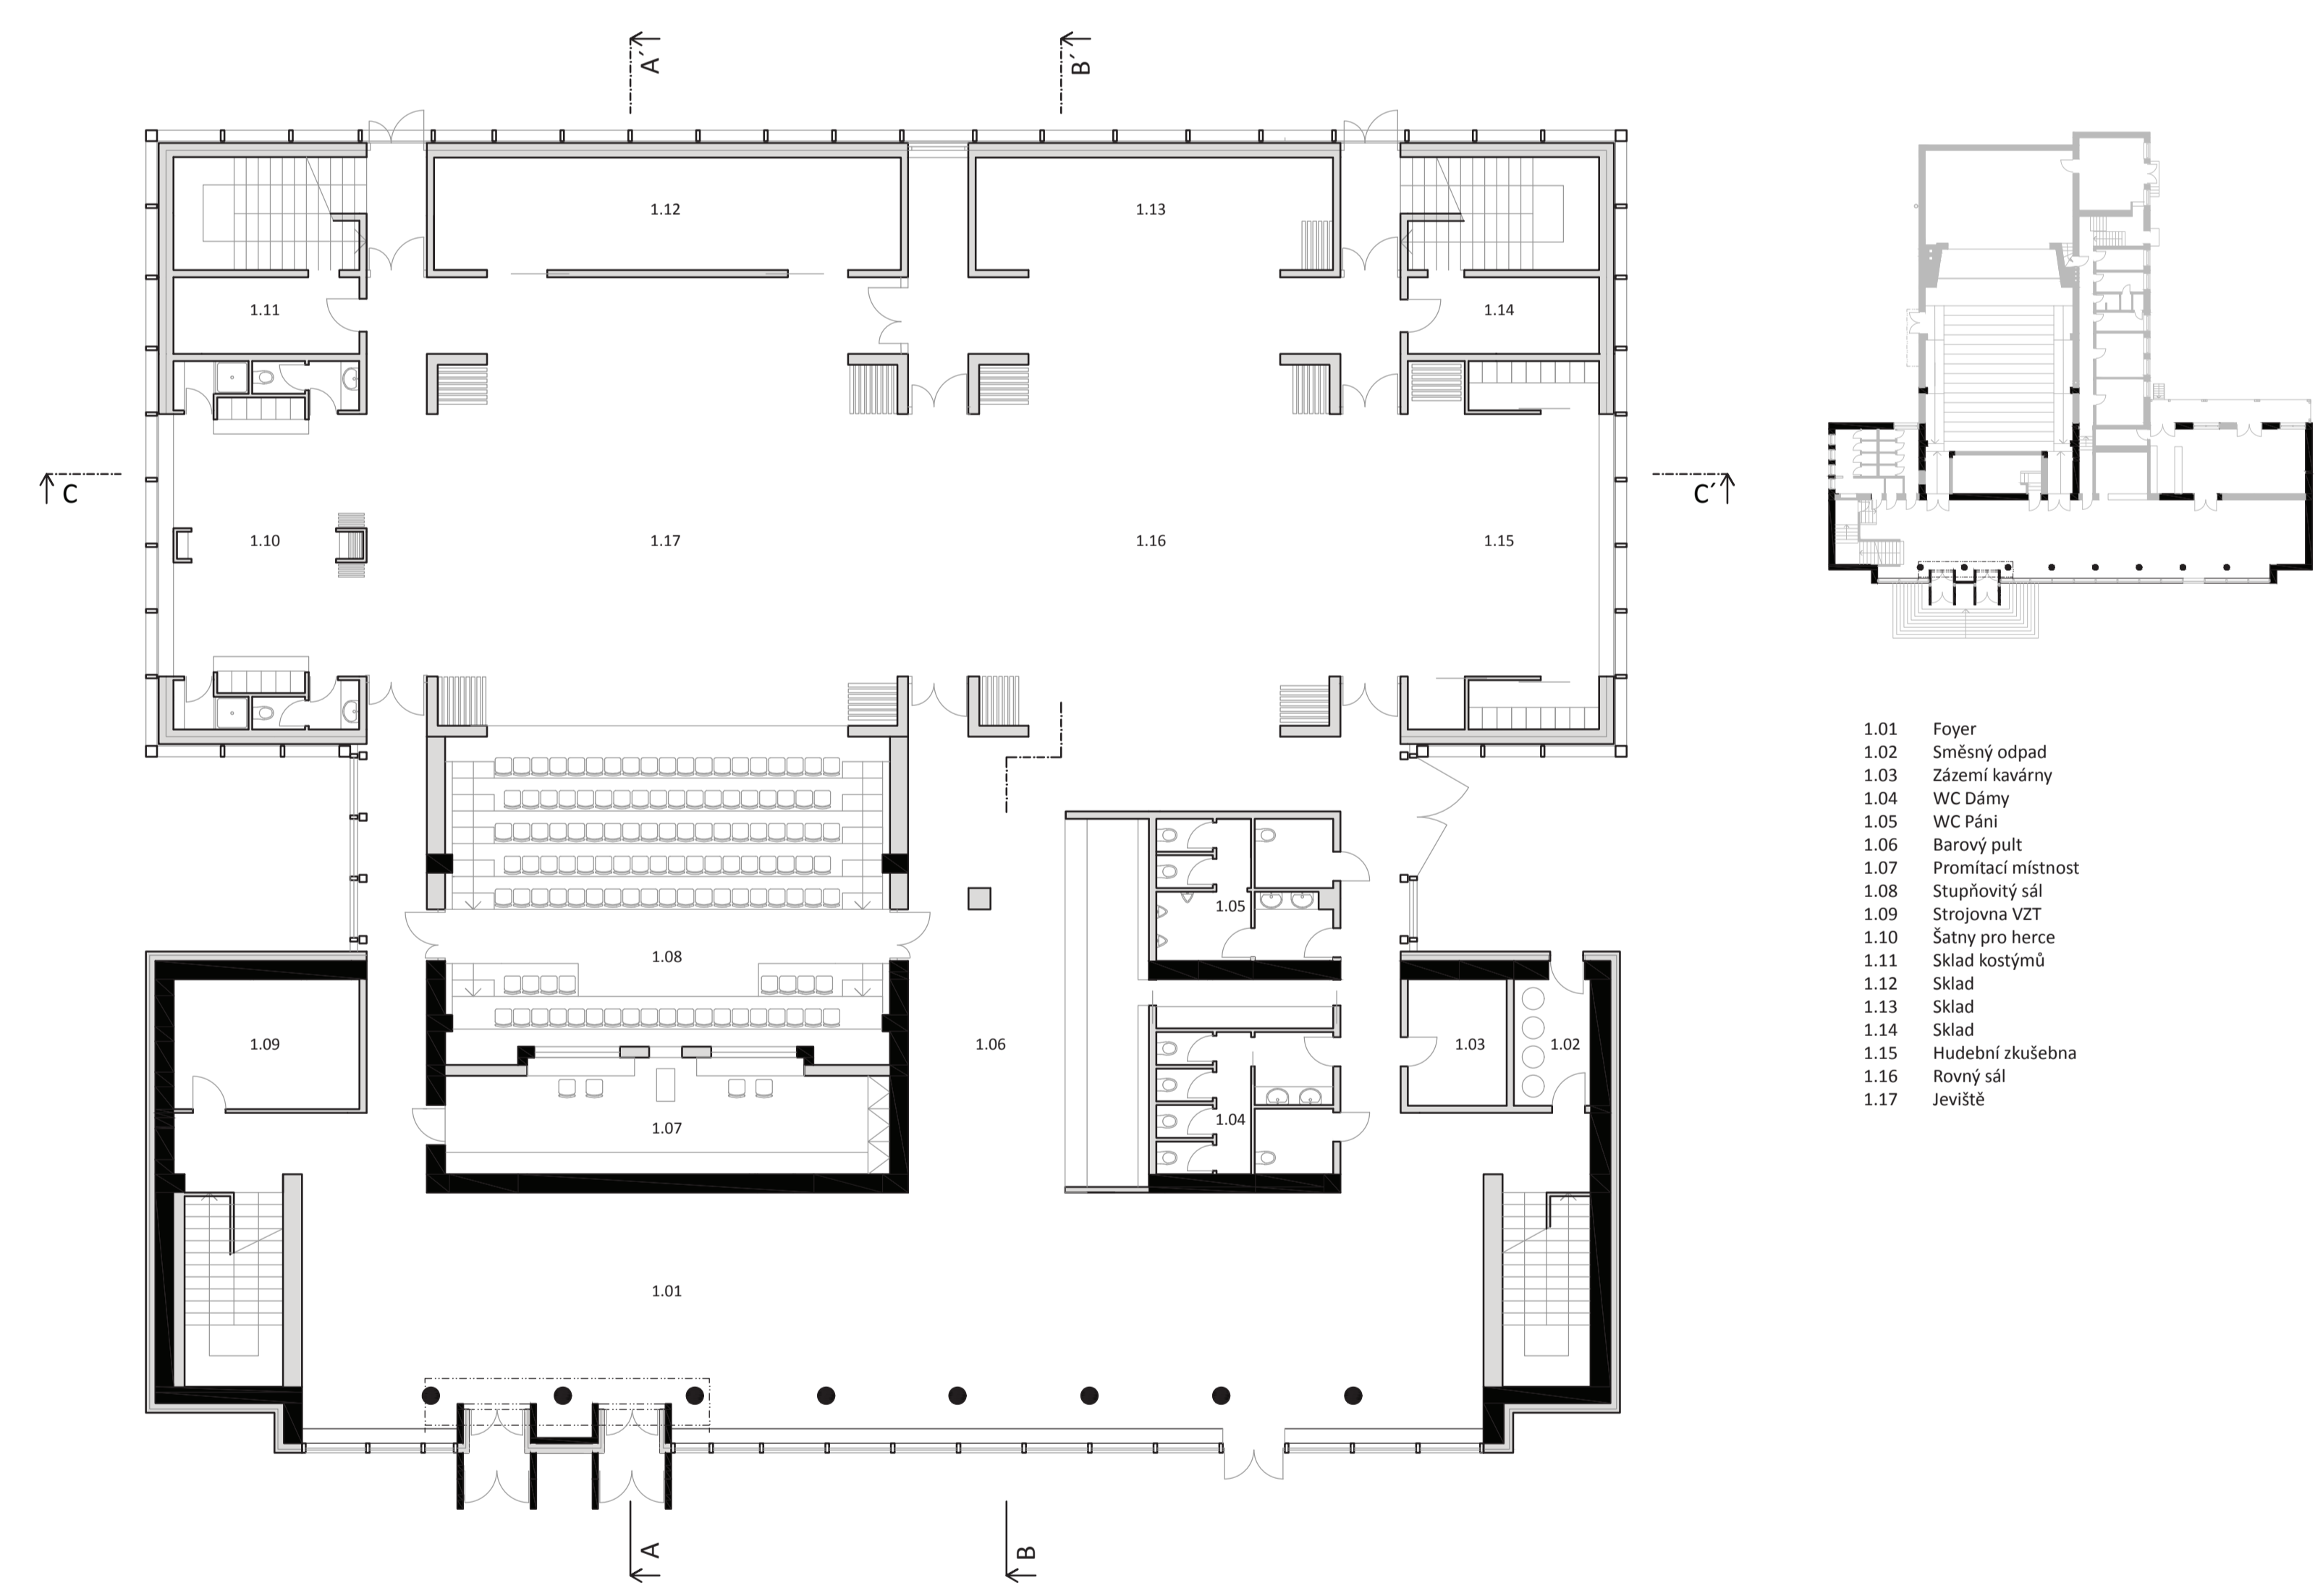 A´
B´
1.12
1.13
1.11
1.14
C
C´
1.10
1.17
1.16
1.15
1.05
1.08
1.09
1.06
1.03
1.02
1.04
1.07
1.01
A
B
1.01 Foyer
1.02 Směsný odpad
1.03 Zázemí kavárny
1.04 WC Dámy
1.05 WC Páni
1.06 Barový pult
1.07 Promítací místnost
1.08 Stupňovitý sál
1.09 Strojovna VZT
1.10 Šatny pro herce
1.11 Sklad kostýmů
1.12 Sklad
1.13 Sklad
1.14 Sklad
1.15 Hudební zkušebna
1.16 Rovný sál
1.17 Jeviště